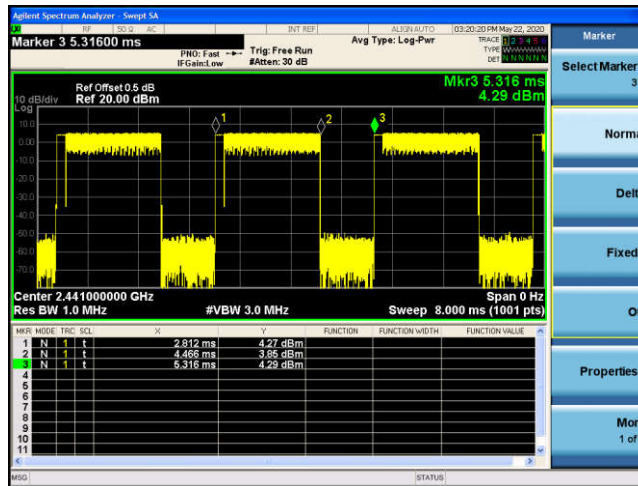 Agilent Spectrum Analyzer - Swept SA
RF 50 Ω AC INT REF ALIGN AUTO 03:20:20 PM May 22, 2020
Marker 3 5.31600 ms
PNO: Fast Trig: Free Run Avg Type: Log-Pwr TRACE 1 2 3 4 5 6
IFGain:Low #Atten: 30 dB TYPE
DET N N N N N N
Marker
Select Marker
3
Norma
Delt
Fixed
O
Properties
Mor
1 of
Ref Offset 0.5 dB
10 dB/div Ref 20.00 dBm
Log
Mkr3 5.316 ms
4.29 dBm
10.0
0.00
-10.0
-20.0
-30.0
-40.0
-50.0
-60.0
-70.0
1
2
3
Center 2.441000000 GHz Span 0 Hz
Res BW 1.0 MHz #VBW 3.0 MHz Sweep 8.000 ms (1001 pts)
MKR MODE TRC SCL X Y FUNCTION FUNCTION WIDTH FUNCTION VALUE
1 N 1 t 2.812 ms 4.27 dBm
2 N 1 t 4.466 ms 3.85 dBm
3 N 1 t 5.316 ms 4.29 dBm
4
5
6
7
8
9
10
11
MSG STATUS